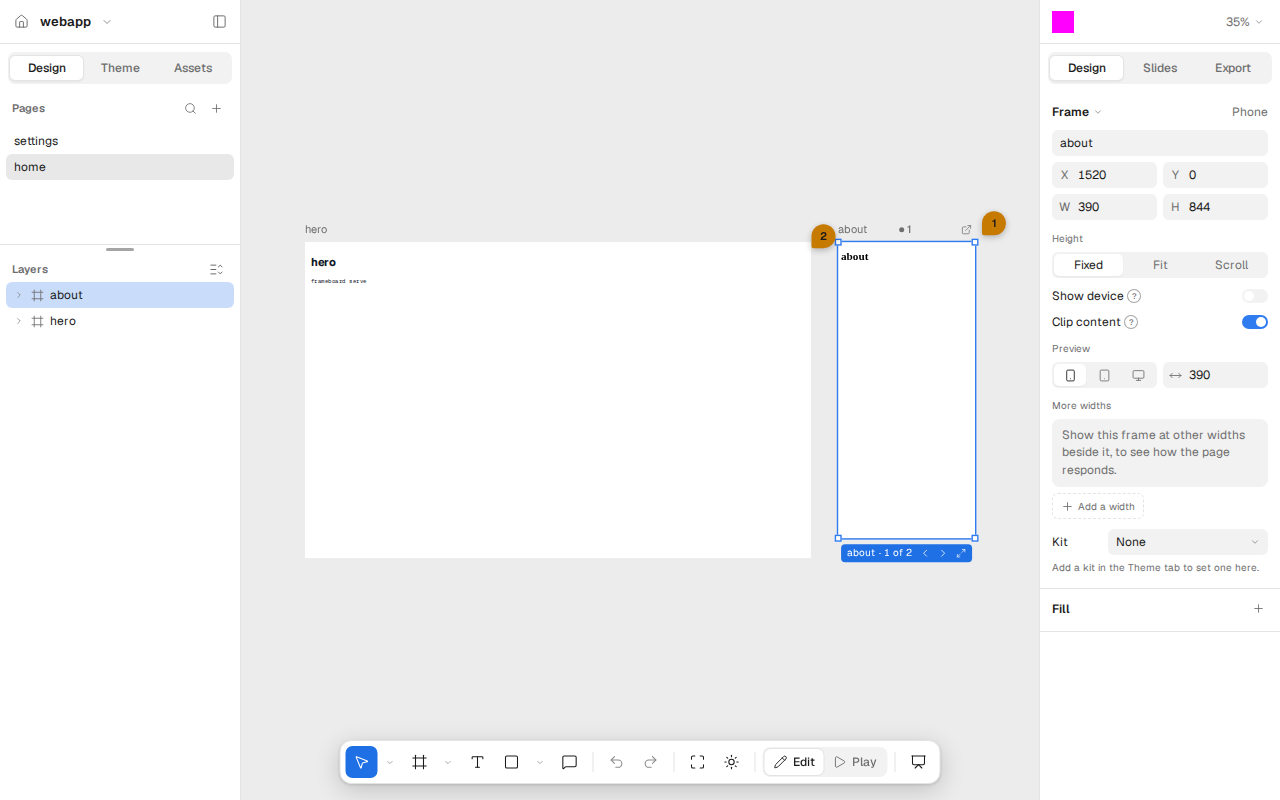 webapp
Design
Theme
Assets
Pages
settings
home
Layers
about
hero
hero
hero
frameboard serve
about
1
1
2
about
about · 1 of 2
Edit
Play
35%
Design
Slides
Export
Frame
Phone
about
X 1520
Y 0
W 390
H 844
Height
Fixed
Fit
Scroll
Show device ?
Clip content ?
Preview
390
More widths
Show this frame at other widths
beside it, to see how the page
responds.
Add a width
Kit
None
Add a kit in the Theme tab to set one here.
Fill